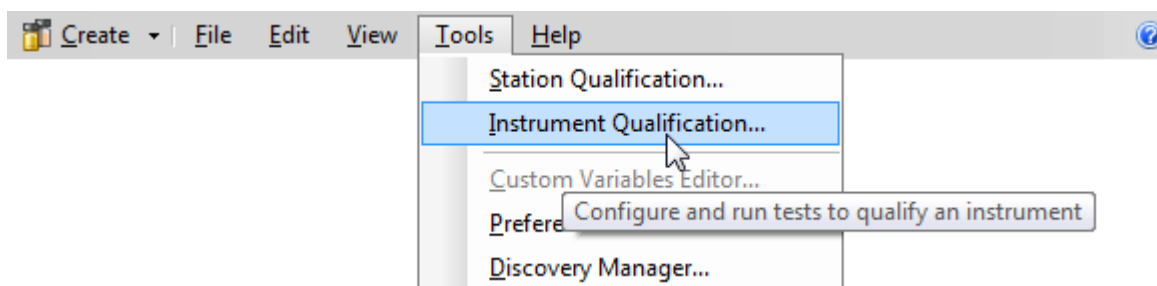 Create File Edit View Tools Help
Station Qualification...
Instrument Qualification...
Custom Variables Editor...
Configure and run tests to qualify an instrument
Prefere
Discovery Manager...